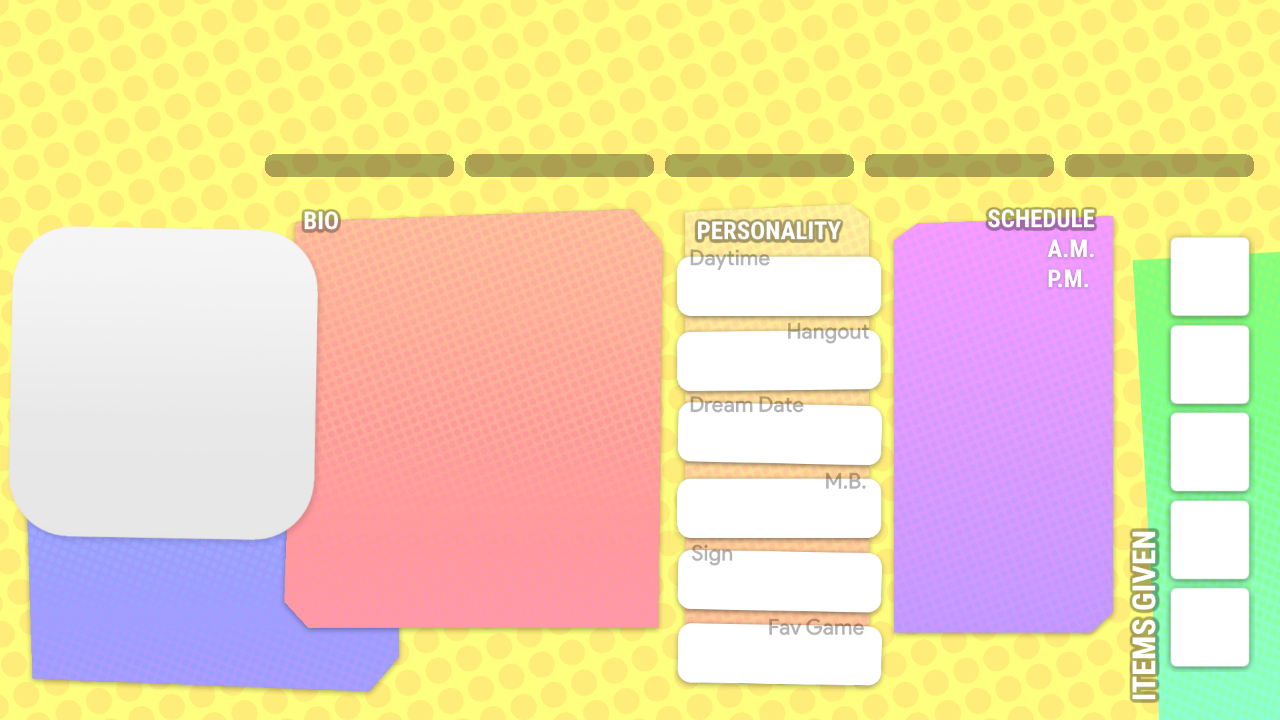 BIO
PERSONALITY
Daytime
Hangout
Dream Date
M.B.
Sign
Fav Game
SCHEDULE
A.M.
P.M.
ITEMS GIVEN